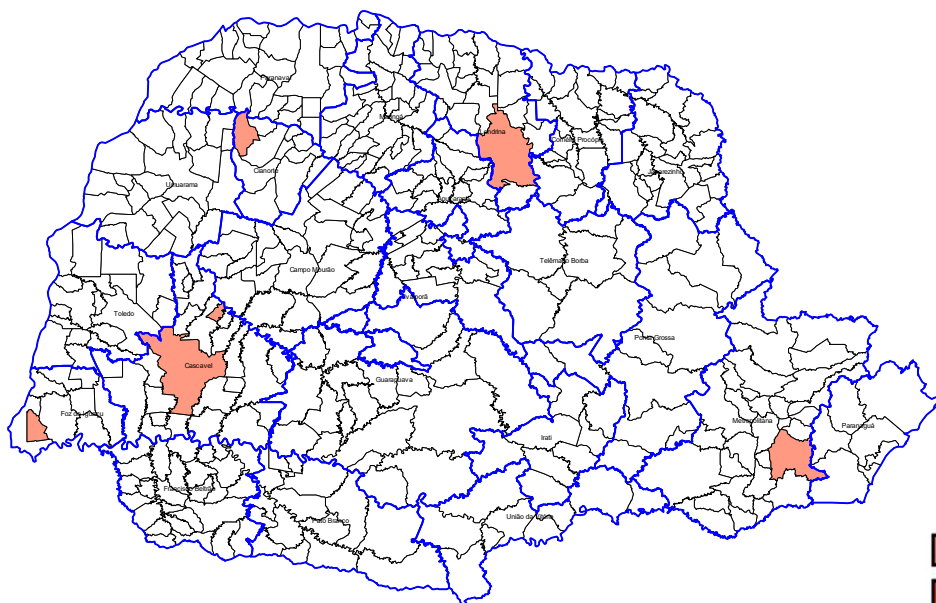 Paranavaí
Maringá
Londrina
Cornélio Procópio
Jacarezinho
Cianorte
Umuarama
Apucarana
Telêmaco Borba
Campo Mourão
Ivaiporã
Toledo
Ponta Grossa
Cascavel
Guarapuava
Foz do Iguaçu
Metropolitana
Paranaguá
Irati
Francisco Beltrão
União da Vitória
Pato Branco